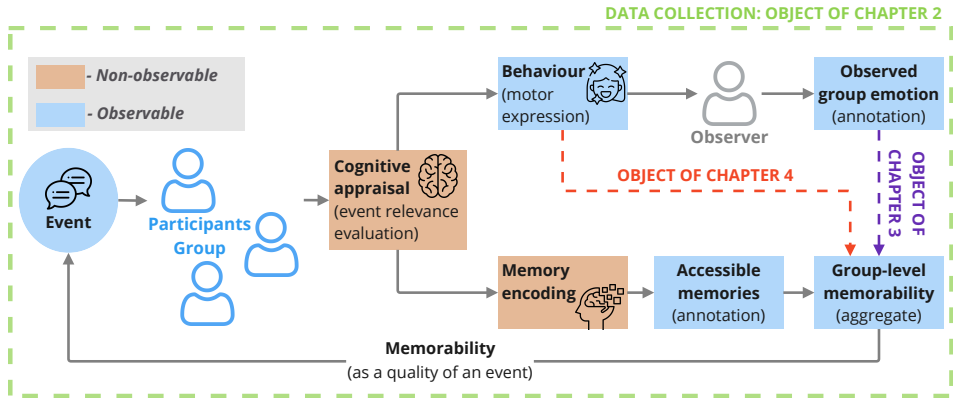 DATA COLLECTION: OBJECT OF CHAPTER 2
- Non-observable
- Observable
Event
Participants
Group
Cognitive
appraisal
(event relevance
evaluation)
Behaviour
(motor
expression)
Observer
Observed
group emotion
(annotation)
OBJECT OF CHAPTER 4
OBJECT OF
CHAPTER 3
Memory
encoding
Accessible
memories
(annotation)
Group-level
memorability
(aggregate)
Memorability
(as a quality of an event)